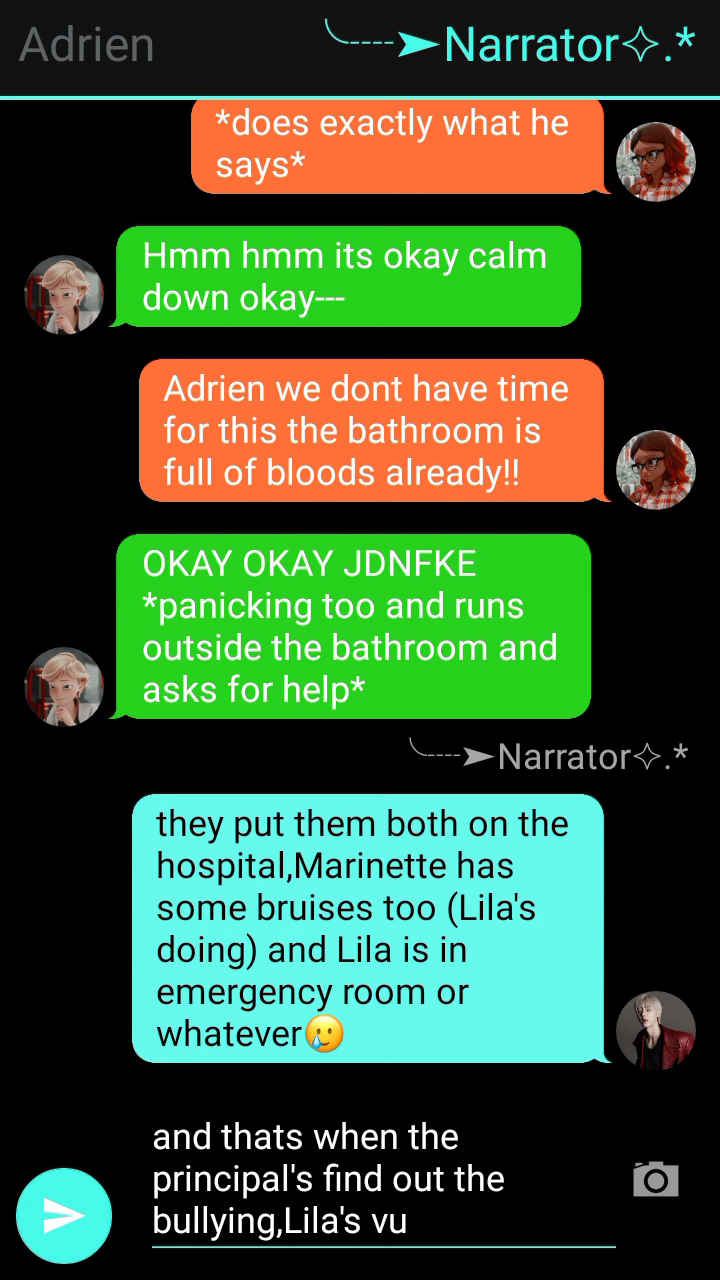 Adrien
╰┈➤Narrator✧.*
*does exactly what he
says*
Hmm hmm its okay calm
down okay---
Adrien we dont have time
for this the bathroom is
full of bloods already!!
OKAY OKAY JDNFKE
*panicking too and runs
outside the bathroom and
asks for help*
╰┈➤Narrator✧.*
they put them both on the
hospital,Marinette has
some bruises too (Lila's
doing) and Lila is in
emergency room or
whatever🥲
and thats when the
principal's find out the
bullying,Lila's vu